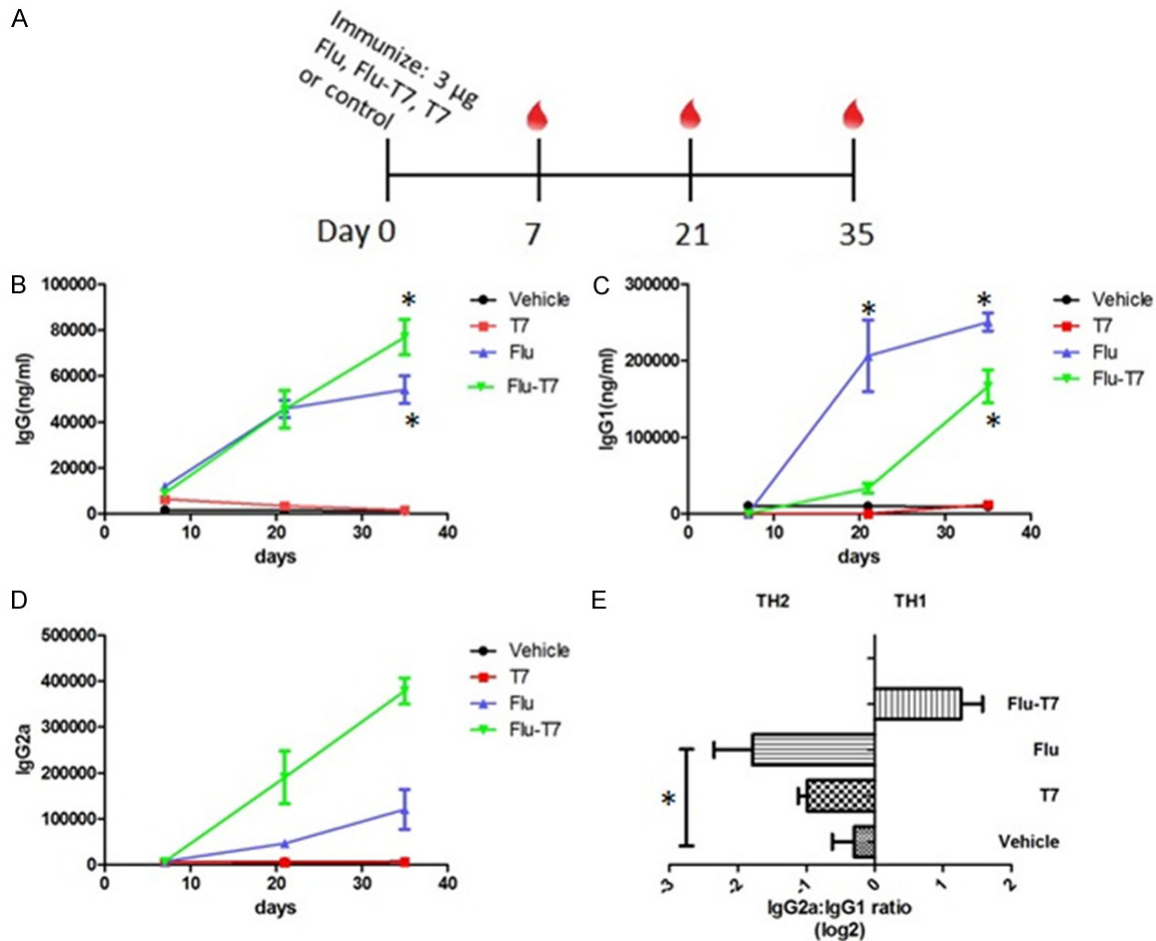 A
Immunize: 3 µg
Flu, Flu-T7, T7
or control
Day 0
7
21
35
B
100000
80000
60000
40000
20000
0
IgG(ng/ml)
0
10
20
30
40
days
*
*
Vehicle
T7
Flu
Flu-T7
C
300000
200000
100000
0
IgG1(ng/ml)
0
10
20
30
40
days
*
*
*
Vehicle
T7
Flu
Flu-T7
D
500000
400000
300000
200000
100000
0
IgG2a
0
10
20
30
40
days
Vehicle
T7
Flu
Flu-T7
E
TH2
TH1
Flu-T7
Flu
T7
Vehicle
*
-3
-2
-1
0
1
2
IgG2a:IgG1 ratio
(log2)